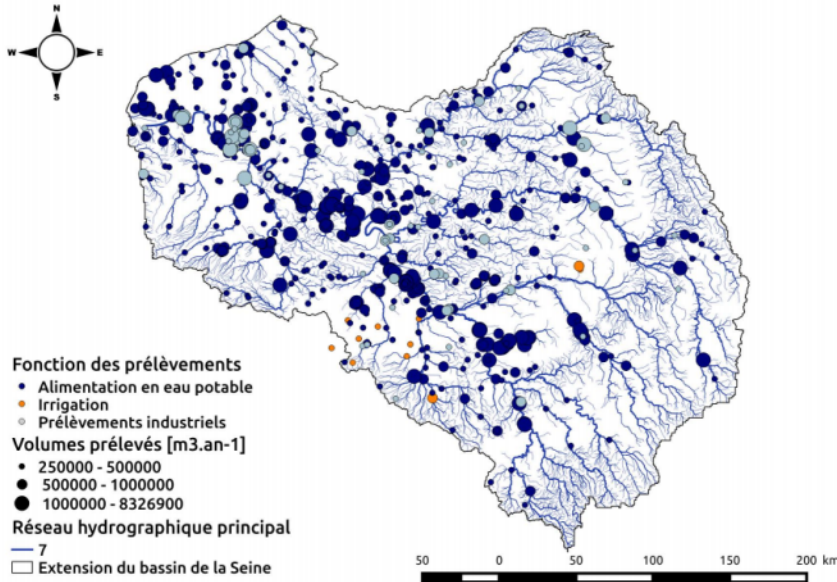 N
W E
S
Fonction des prélèvements
Alimentation en eau potable
Irrigation
Prélèvements industriels
Volumes prélevés [m3.an-1]
250000 - 500000
500000 - 1000000
1000000 - 8326900
Réseau hydrographique principal
7
Extension du bassin de la Seine
50 0 50 100 150 200 km